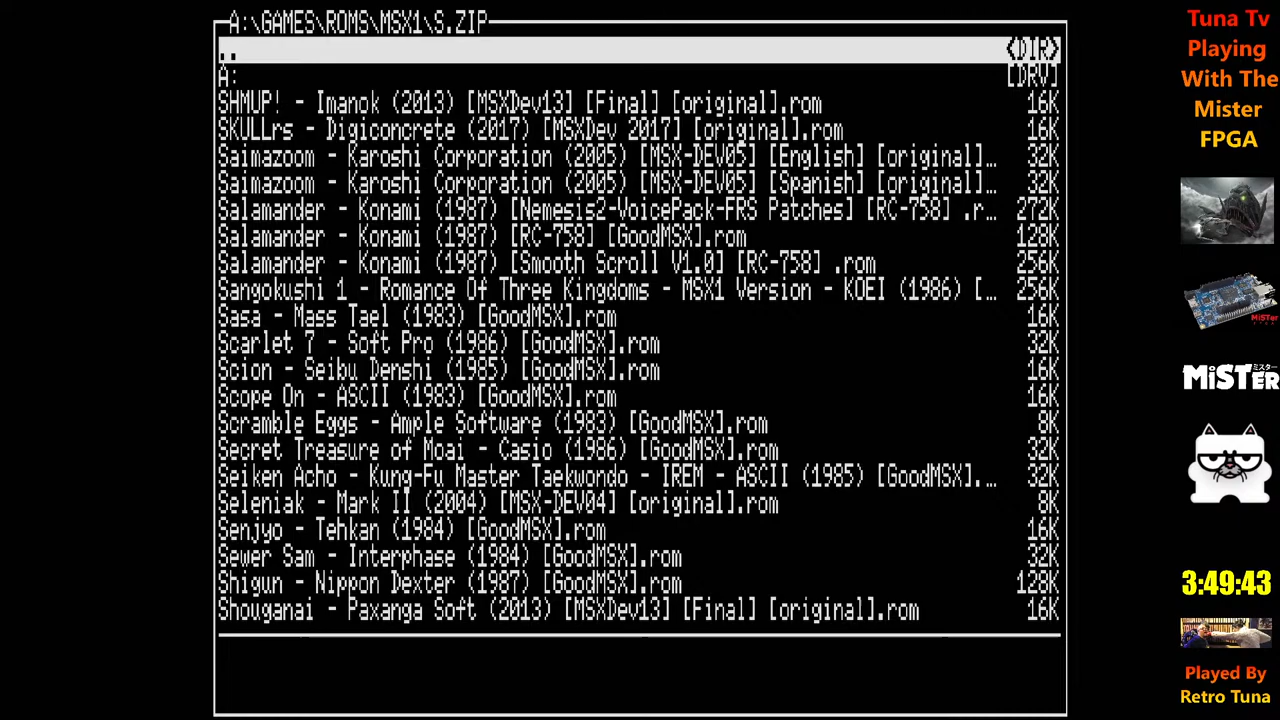 A:\GAMES\ROMS\MSX1\S.ZIP
.. <DIR>
A: [DRV]
SHMUP! - Imanok (2013) [MSXDev13] [Final] [original].rom 16K
SKULLrs - Digiconcrete (2017) [MSXDev 2017] [original].rom 16K
Saimazoom - Karoshi Corporation (2005) [MSX-DEV05] [English] [original]… 32K
Saimazoom - Karoshi Corporation (2005) [MSX-DEV05] [Spanish] [original]… 32K
Salamander - Konami (1987) [Nemesis2-VoicePack-FRS Patches] [RC-758] .r… 272K
Salamander - Konami (1987) [RC-758] [GoodMSX].rom 128K
Salamander - Konami (1987) [Smooth Scroll V1.0] [RC-758] .rom 256K
Sangokushi 1 - Romance Of Three Kingdoms - MSX1 Version - KOEI (1986) [… 256K
Sasa - Mass Tael (1983) [GoodMSX].rom 16K
Scarlet 7 - Soft Pro (1986) [GoodMSX].rom 32K
Scion - Seibu Denshi (1985) [GoodMSX].rom 16K
Scope On - ASCII (1983) [GoodMSX].rom 16K
Scramble Eggs - Ample Software (1983) [GoodMSX].rom 8K
Secret Treasure of Moai - Casio (1986) [GoodMSX].rom 32K
Seiken Acho - Kung-Fu Master Taekwondo - IREM - ASCII (1985) [GoodMSX].… 32K
Seleniak - Mark II (2004) [MSX-DEV04] [original].rom 8K
Senjyo - Tehkan (1984) [GoodMSX].rom 16K
Sewer Sam - Interphase (1984) [GoodMSX].rom 32K
Shigun - Nippon Dexter (1987) [GoodMSX].rom 128K
Shouganai - Paxanga Soft (2013) [MSXDev13] [Final] [original].rom 16K
Tuna Tv
Playing
With The
Mister
FPGA
MiSTer
MiSTer ミスター
3:49:43
Played By
Retro Tuna